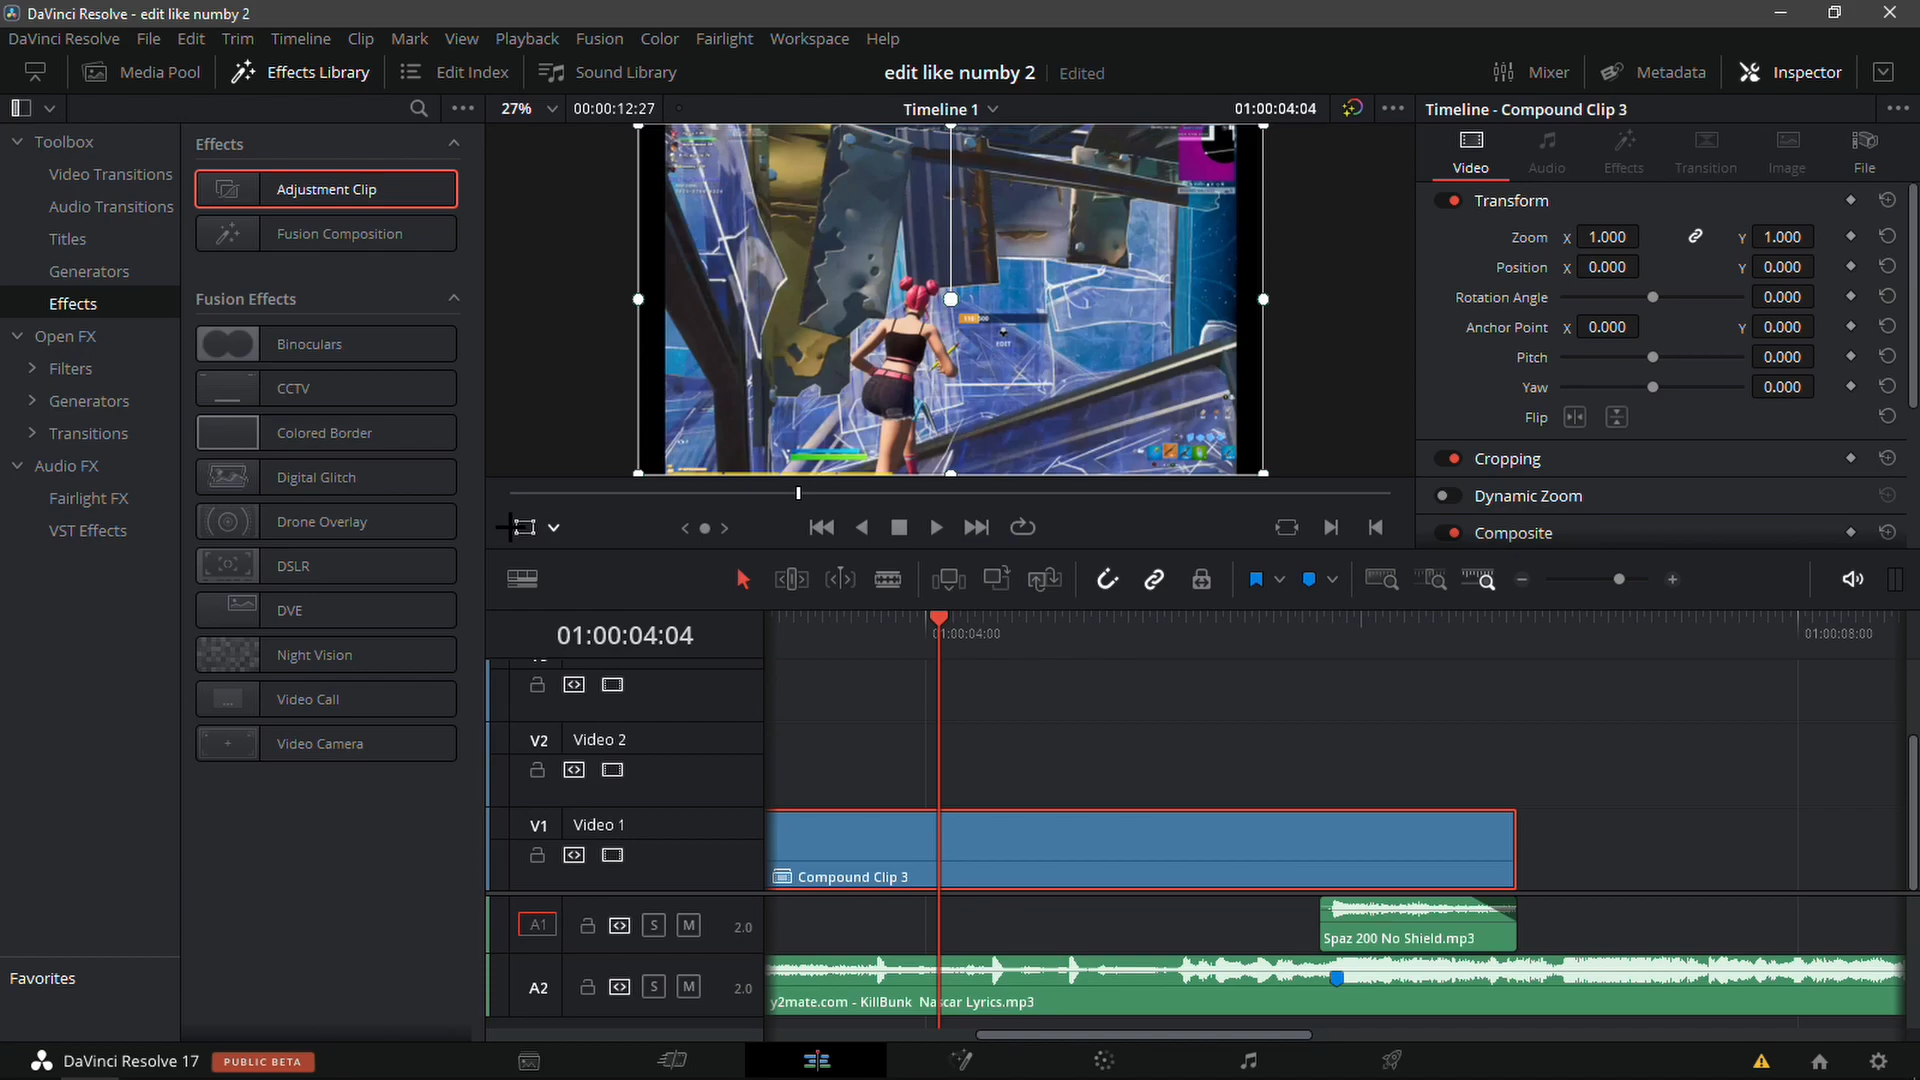 DaVinci Resolve - edit like numby 2
DaVinci Resolve File Edit Trim Timeline Clip Mark View Playback Fusion Color Fairlight Workspace Help
Media Pool Effects Library Edit Index Sound Library edit like numby 2 Edited Mixer Metadata Inspector
27% 00:00:12:27 Timeline 1 01:00:04:04 Timeline - Compound Clip 3
Toolbox
Video Transitions
Audio Transitions
Titles
Generators
Effects
Open FX
Filters
Generators
Transitions
Audio FX
Fairlight FX
VST Effects
Favorites
Effects
Adjustment Clip
Fusion Composition
Fusion Effects
Binoculars
CCTV
Colored Border
Digital Glitch
Drone Overlay
DSLR
DVE
Night Vision
Video Call
Video Camera
EDIT
Video Audio Effects Transition Image File
Transform
Zoom X 1.000 Y 1.000
Position X 0.000 Y 0.000
Rotation Angle 0.000
Anchor Point X 0.000 Y 0.000
Pitch 0.000
Yaw 0.000
Flip
Cropping
Dynamic Zoom
Composite
01:00:04:04
01:00:04:00 01:00:08:00
V2 Video 2
V1 Video 1
Compound Clip 3
A1 S M 2.0
Spaz 200 No Shield.mp3
A2 S M 2.0
y2mate.com - KillBunk Nascar Lyrics.mp3
DaVinci Resolve 17 PUBLIC BETA